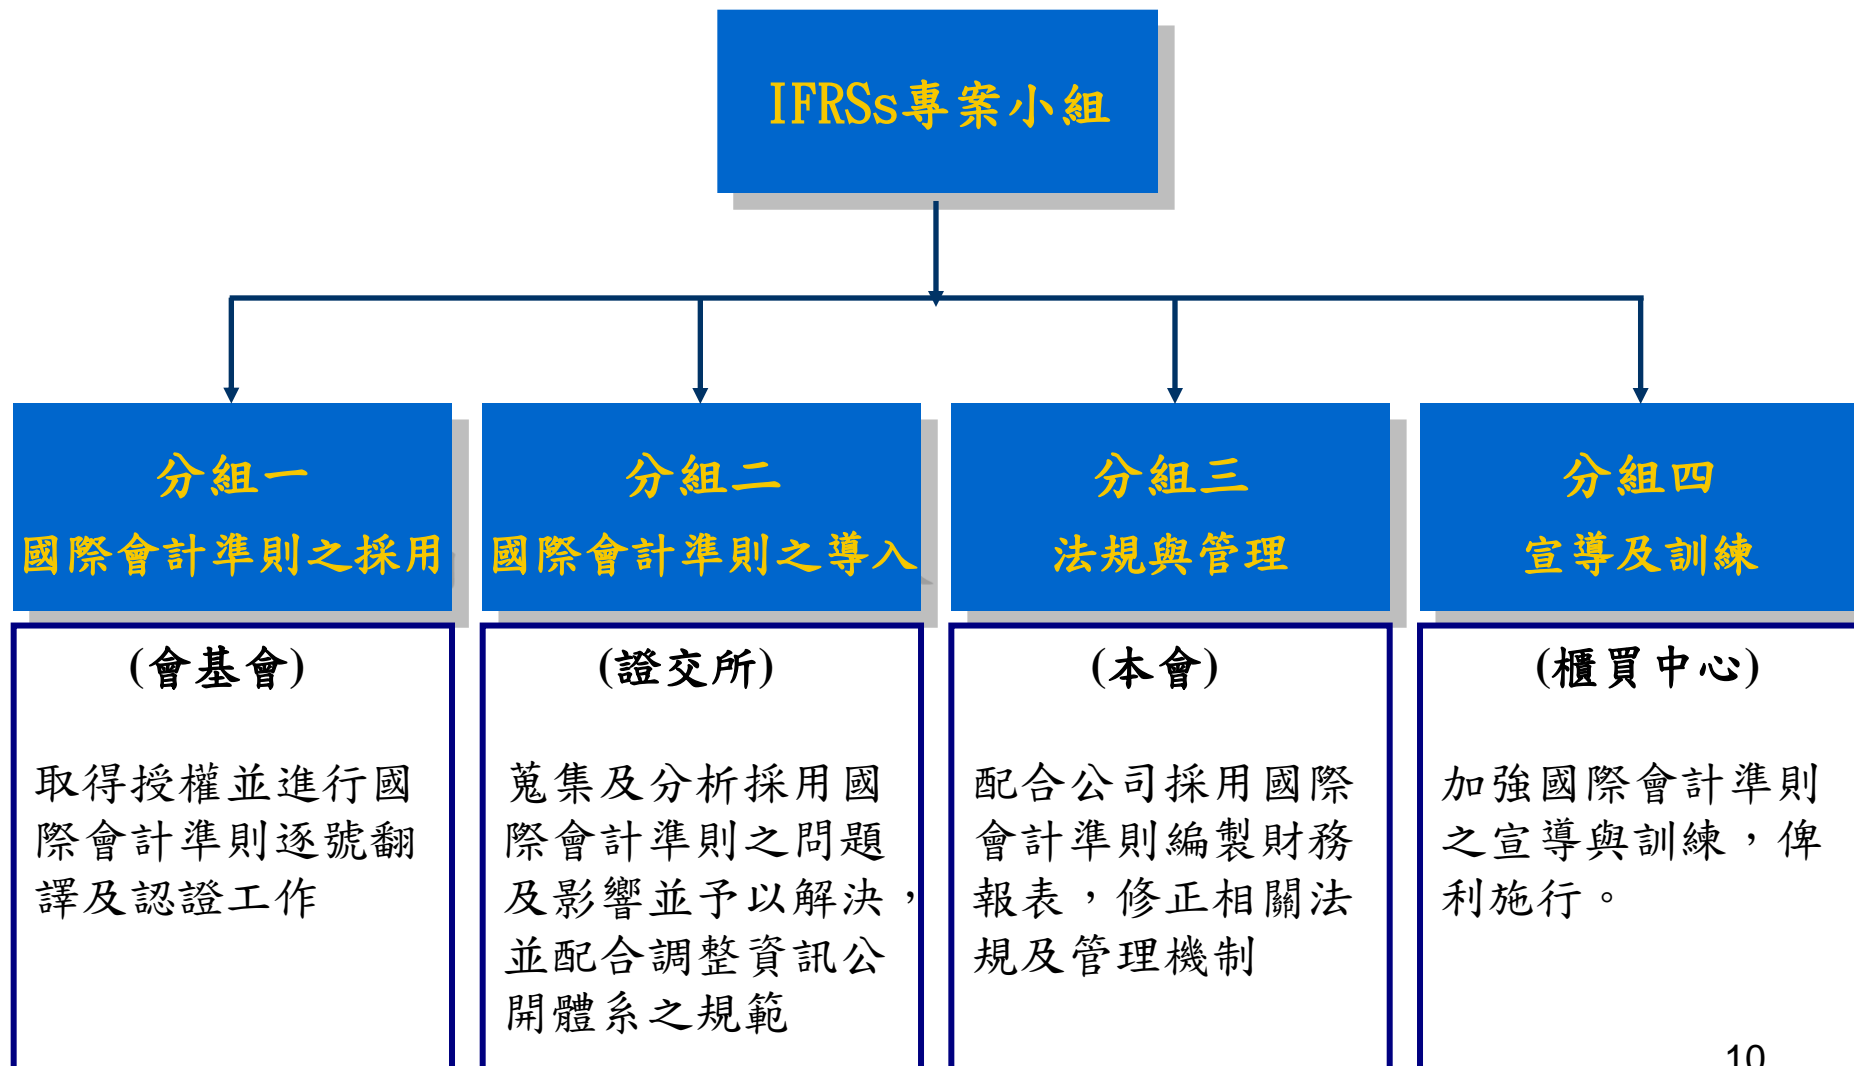 IFRSs專案小組
分組一
國際會計準則之採用
分組二
國際會計準則之導入
分組三
法規與管理
分組四
宣導及訓練
(會基會)
取得授權並進行國
際會計準則逐號翻
譯及認證工作
(證交所)
蒐集及分析採用國
際會計準則之問題
及影響並予以解決，
並配合調整資訊公
開體系之規範
(本會)
配合公司採用國際
會計準則編製財務
報表，修正相關法
規及管理機制
(櫃買中心)
加強國際會計準則
之宣導與訓練，俾
利施行。
10